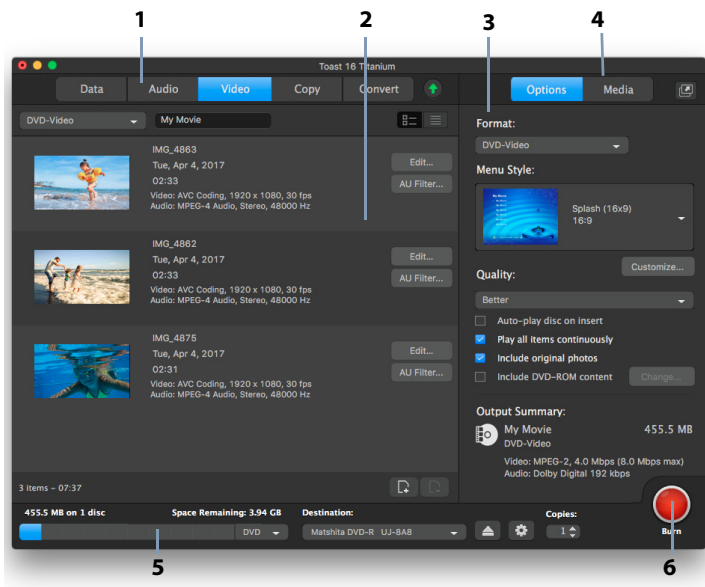 1
2
3
4
Toast 16 Titanium
Data
Audio
Video
Copy
Convert
Options
Media
DVD-Video
My Movie
IMG_4863
Tue, Apr 4, 2017
02:33
Video: AVC Coding, 1920 x 1080, 30 fps
Audio: MPEG-4 Audio, Stereo, 48000 Hz
Edit...
AU Filter...
IMG_4862
Tue, Apr 4, 2017
02:33
Video: AVC Coding, 1920 x 1080, 30 fps
Audio: MPEG-4 Audio, Stereo, 48000 Hz
Edit...
AU Filter...
IMG_4875
Tue, Apr 4, 2017
02:31
Video: AVC Coding, 1920 x 1080, 30 fps
Audio: MPEG-4 Audio, Stereo, 48000 Hz
Edit...
AU Filter...
3 items – 07:37
Format:
DVD-Video
Menu Style:
Splash (16x9)
16:9
Customize...
Quality:
Better
Auto-play disc on insert
Play all items continuously
Include original photos
Include DVD-ROM content
Change...
Output Summary:
My Movie
455.5 MB
DVD-Video
Video: MPEG-2, 4.0 Mbps (8.0 Mbps max)
Audio: Dolby Digital 192 kbps
455.5 MB on 1 disc
Space Remaining: 3.94 GB
DVD
Destination:
Matshita DVD-R UJ-8A8
Copies:
1
Burn
5
6